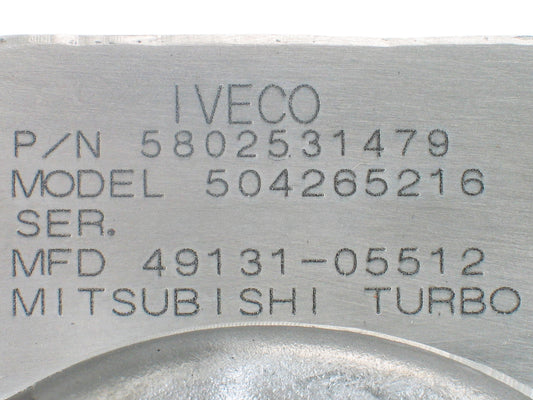 IVECO
P/N 5802531479
MODEL 504265216
SER.
MFD 49131-05512
MITSUBISHI TURBO